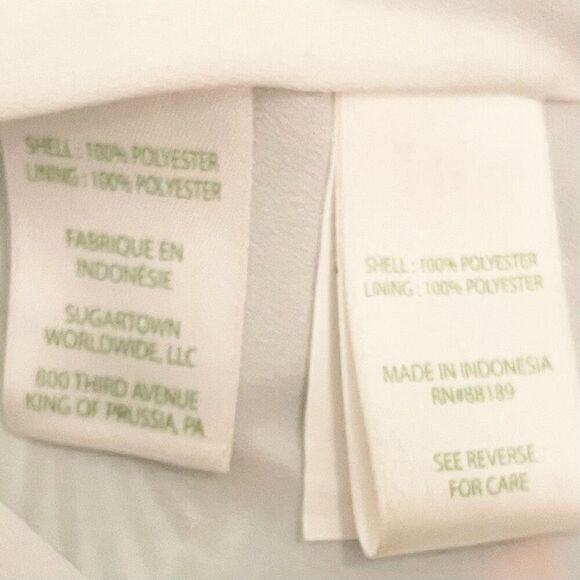 SHELL : 100% POLYESTER
LINING : 100% POLYESTER
FABRIQUE EN
INDONÉSIE
SUGARTOWN
WORLDWIDE, LLC
800 THIRD AVENUE
KING OF PRUSSIA, PA
SHELL : 100% POLYESTER
LINING : 100% POLYESTER
MADE IN INDONESIA
RN#88189
SEE REVERSE
FOR CARE